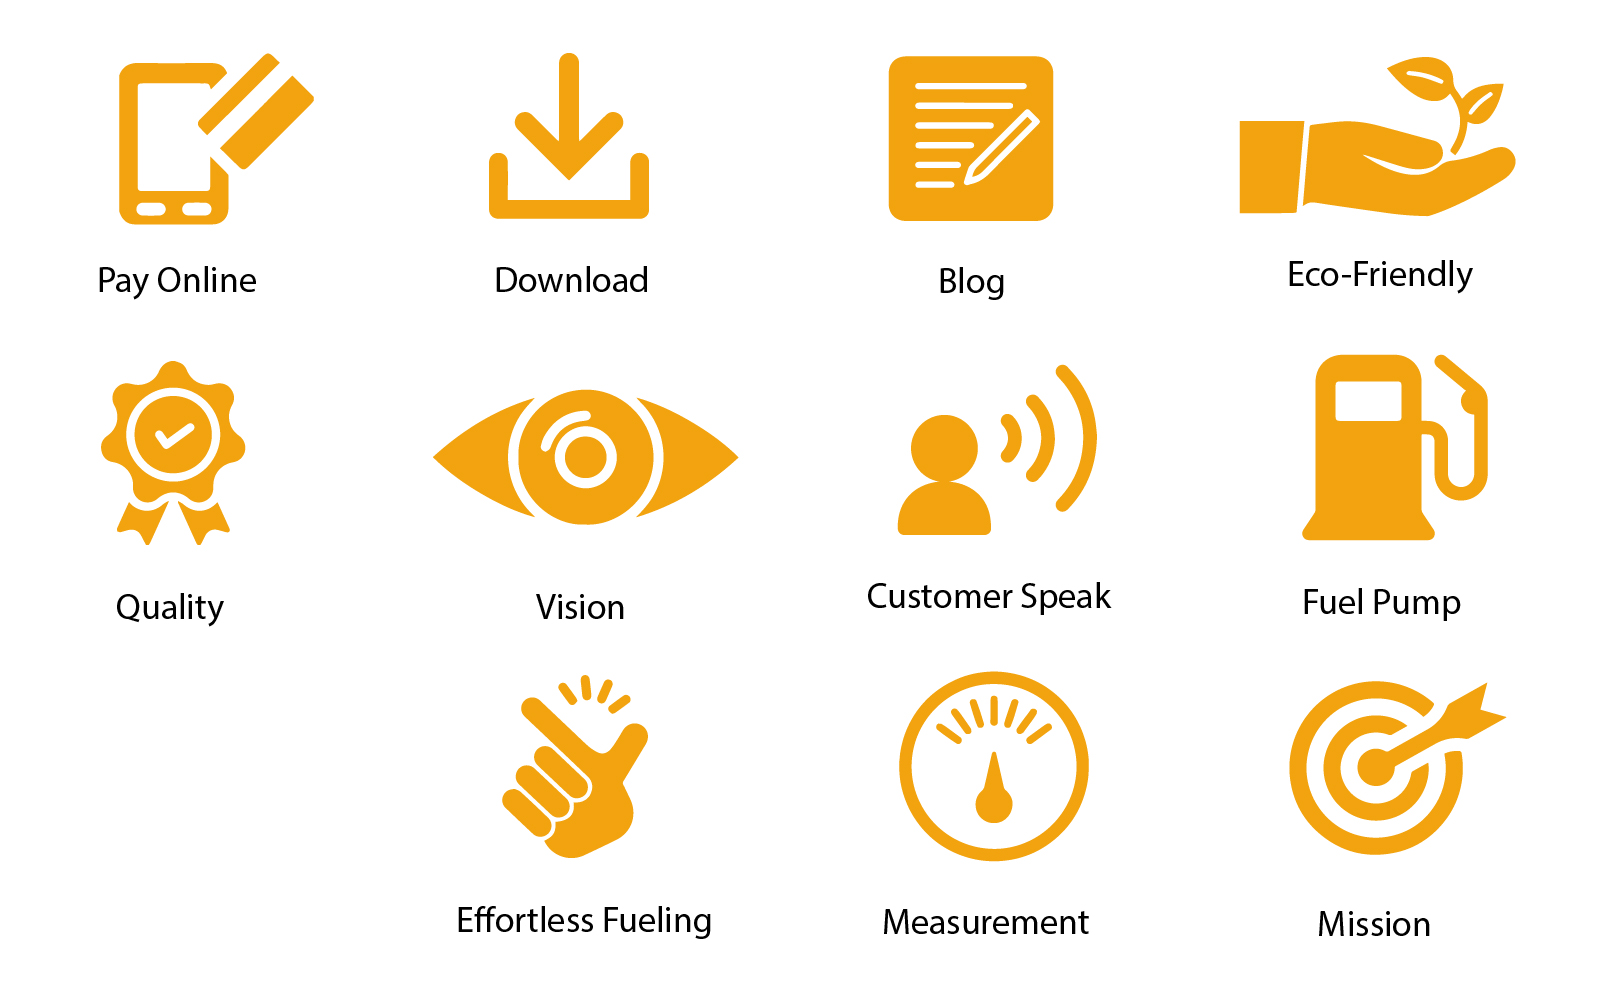 Pay Online
Download
Blog
Eco-Friendly
Quality
Vision
Customer Speak
Fuel Pump
Effortless Fueling
Measurement
Mission